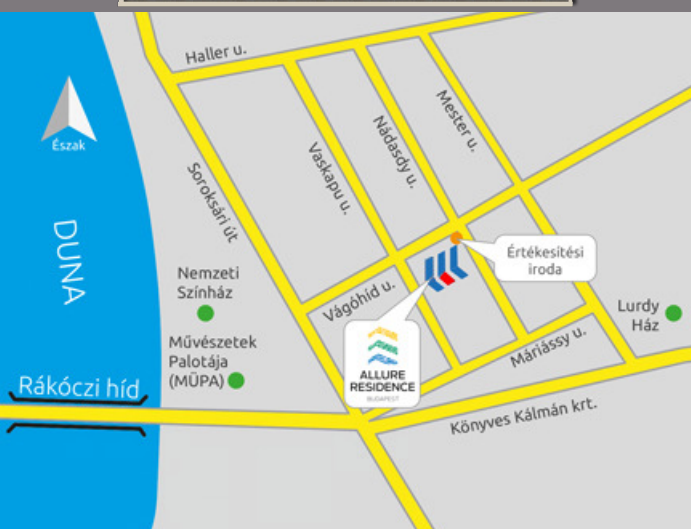 Haller u.
Észak
Mester u.
Nádasdy u.
Vaskapu u.
Soroksári út
DUNA
Értékesítési
iroda
Nemzeti
Színház
Vágóhíd u.
Lurdy
Ház
Művészetek
Palotája
(MÜPA)
Máriássy u.
ALLURE
RESIDENCE
BUDAPEST
Rákóczi híd
Könyves Kálmán krt.